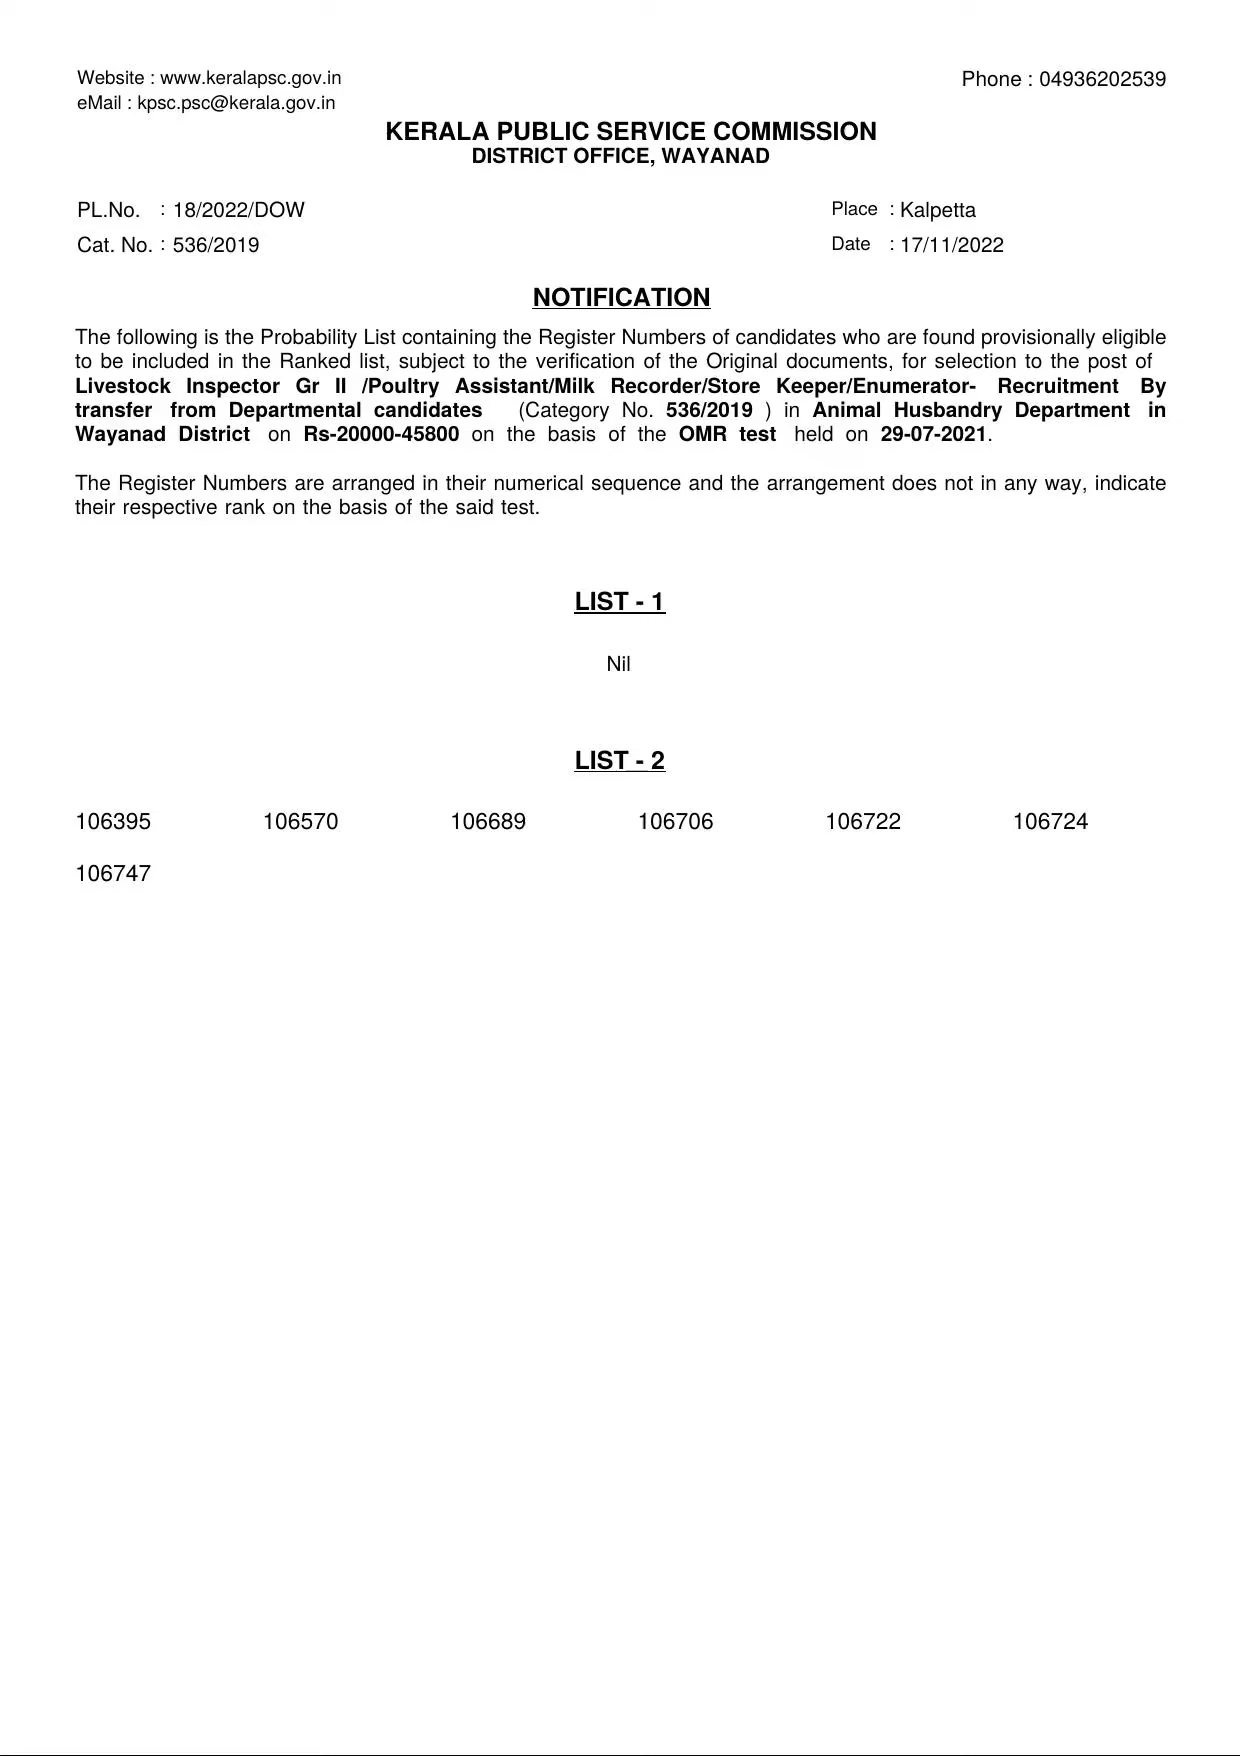 Website : www.keralapsc.gov.in
Phone : 04936202539
eMail : kpsc.psc@kerala.gov.in
KERALA PUBLIC SERVICE COMMISSION
DISTRICT OFFICE, WAYANAD
PL.No. : 18/2022/DOW
Place : Kalpetta
Cat. No. : 536/2019
Date : 17/11/2022
NOTIFICATION
The following is the Probability List containing the Register Numbers of candidates who are found provisionally eligible
to be included in the Ranked list, subject to the verification of the Original documents, for selection to the post of
Livestock Inspector Gr II /Poultry Assistant/Milk Recorder/Store Keeper/Enumerator- Recruitment By
transfer from Departmental candidates (Category No. 536/2019 ) in Animal Husbandry Department in
Wayanad District on Rs-20000-45800 on the basis of the OMR test held on 29-07-2021.
The Register Numbers are arranged in their numerical sequence and the arrangement does not in any way, indicate
their respective rank on the basis of the said test.
LIST - 1
Nil
LIST - 2
106395 106570 106689 106706 106722 106724
106747